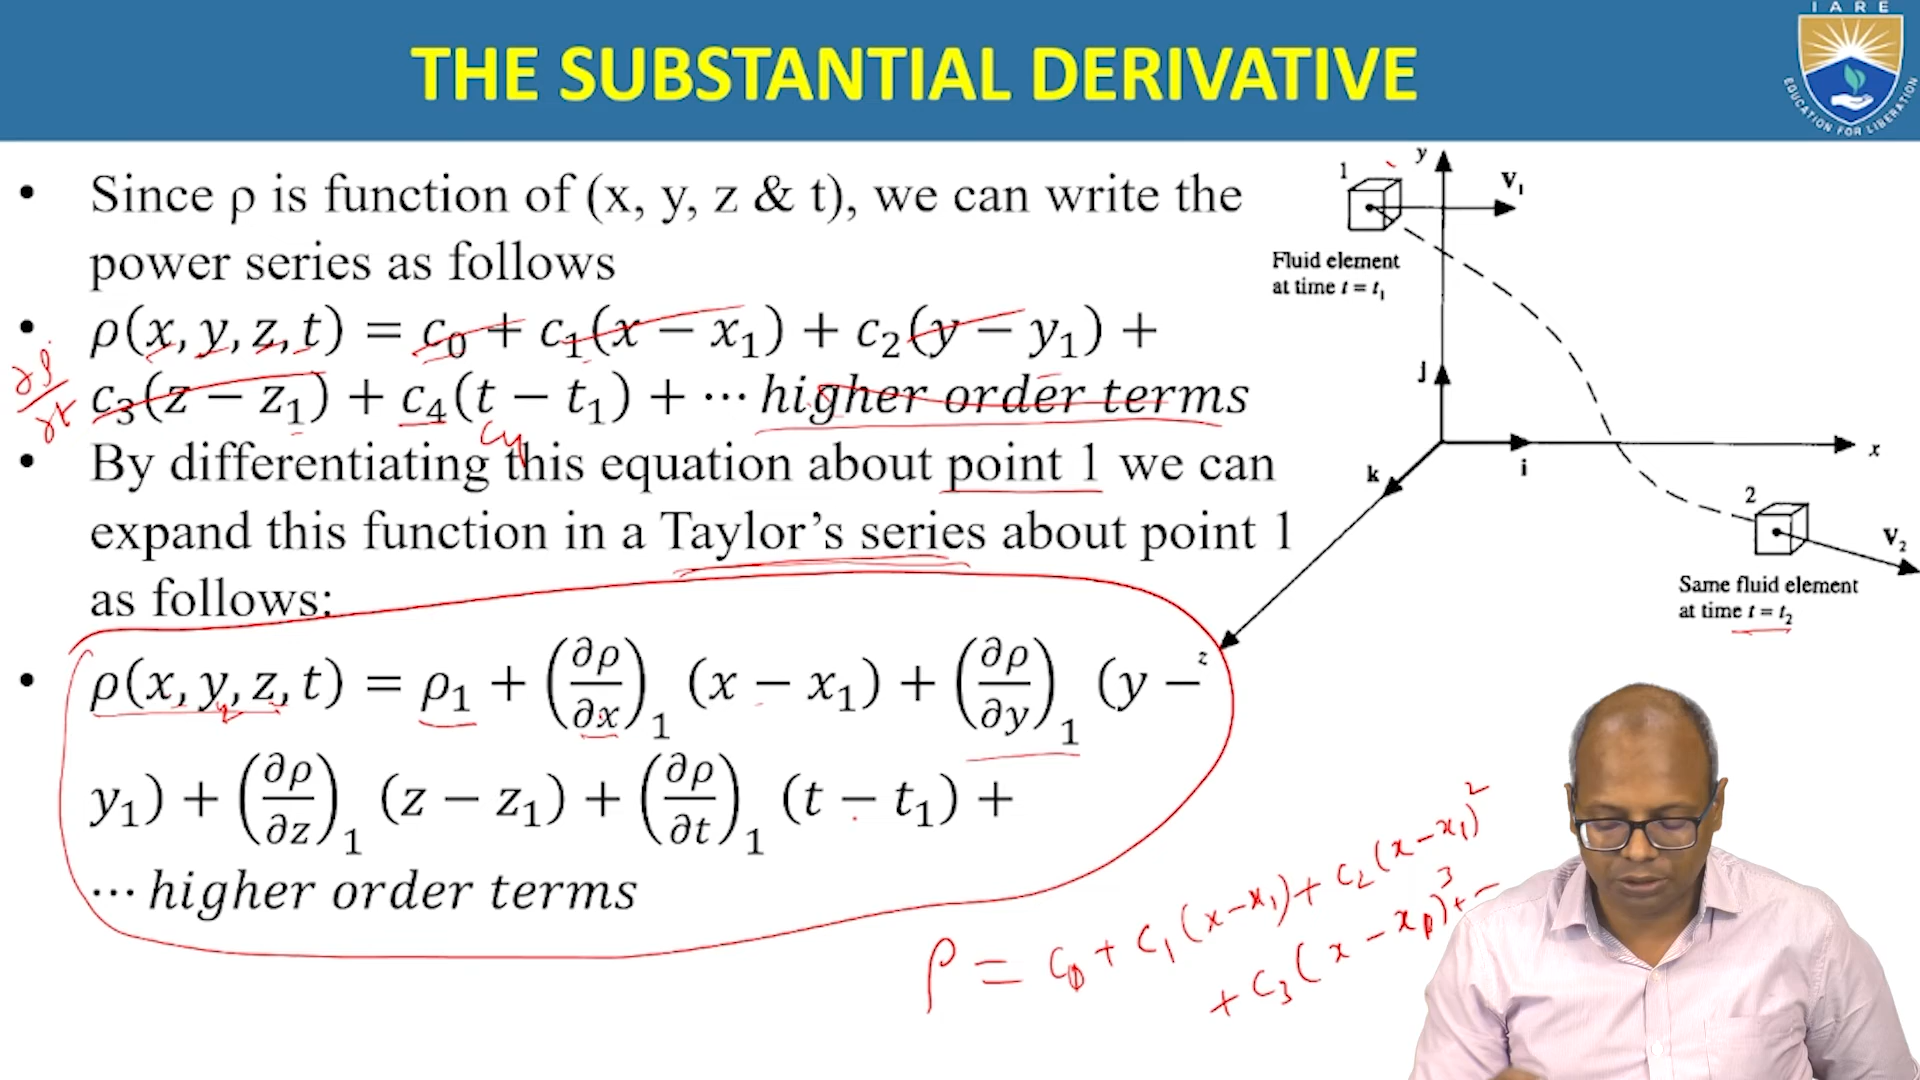 IARE
EDUCATION FOR LIBERATION
THE SUBSTANTIAL DERIVATIVE
• Since ρ is function of (x, y, z & t), we can write the
power series as follows
• ρ(x, y, z, t) = c₀ + c₁(x − x₁) + c₂(y − y₁) +
c₃(z − z₁) + c₄(t − t₁) + ⋯ higher order terms
∂ρ/∂t
c₄
• By differentiating this equation about point 1 we can
expand this function in a Taylor’s series about point 1
as follows:
• ρ(x, y, z, t) = ρ₁ + (∂ρ/∂x)₁ (x − x₁) + (∂ρ/∂y)₁ (y −
y₁) + (∂ρ/∂z)₁ (z − z₁) + (∂ρ/∂t)₁ (t − t₁) +
⋯ higher order terms
1
y
V₁
Fluid element
at time t = t₁
j
k
i
x
z
2
V₂
Same fluid element
at time t = t₂
ρ = c₀ + c₁(x−x₁) + c₂(x−x₁)²
+ c₃(x−x₁)³ + −